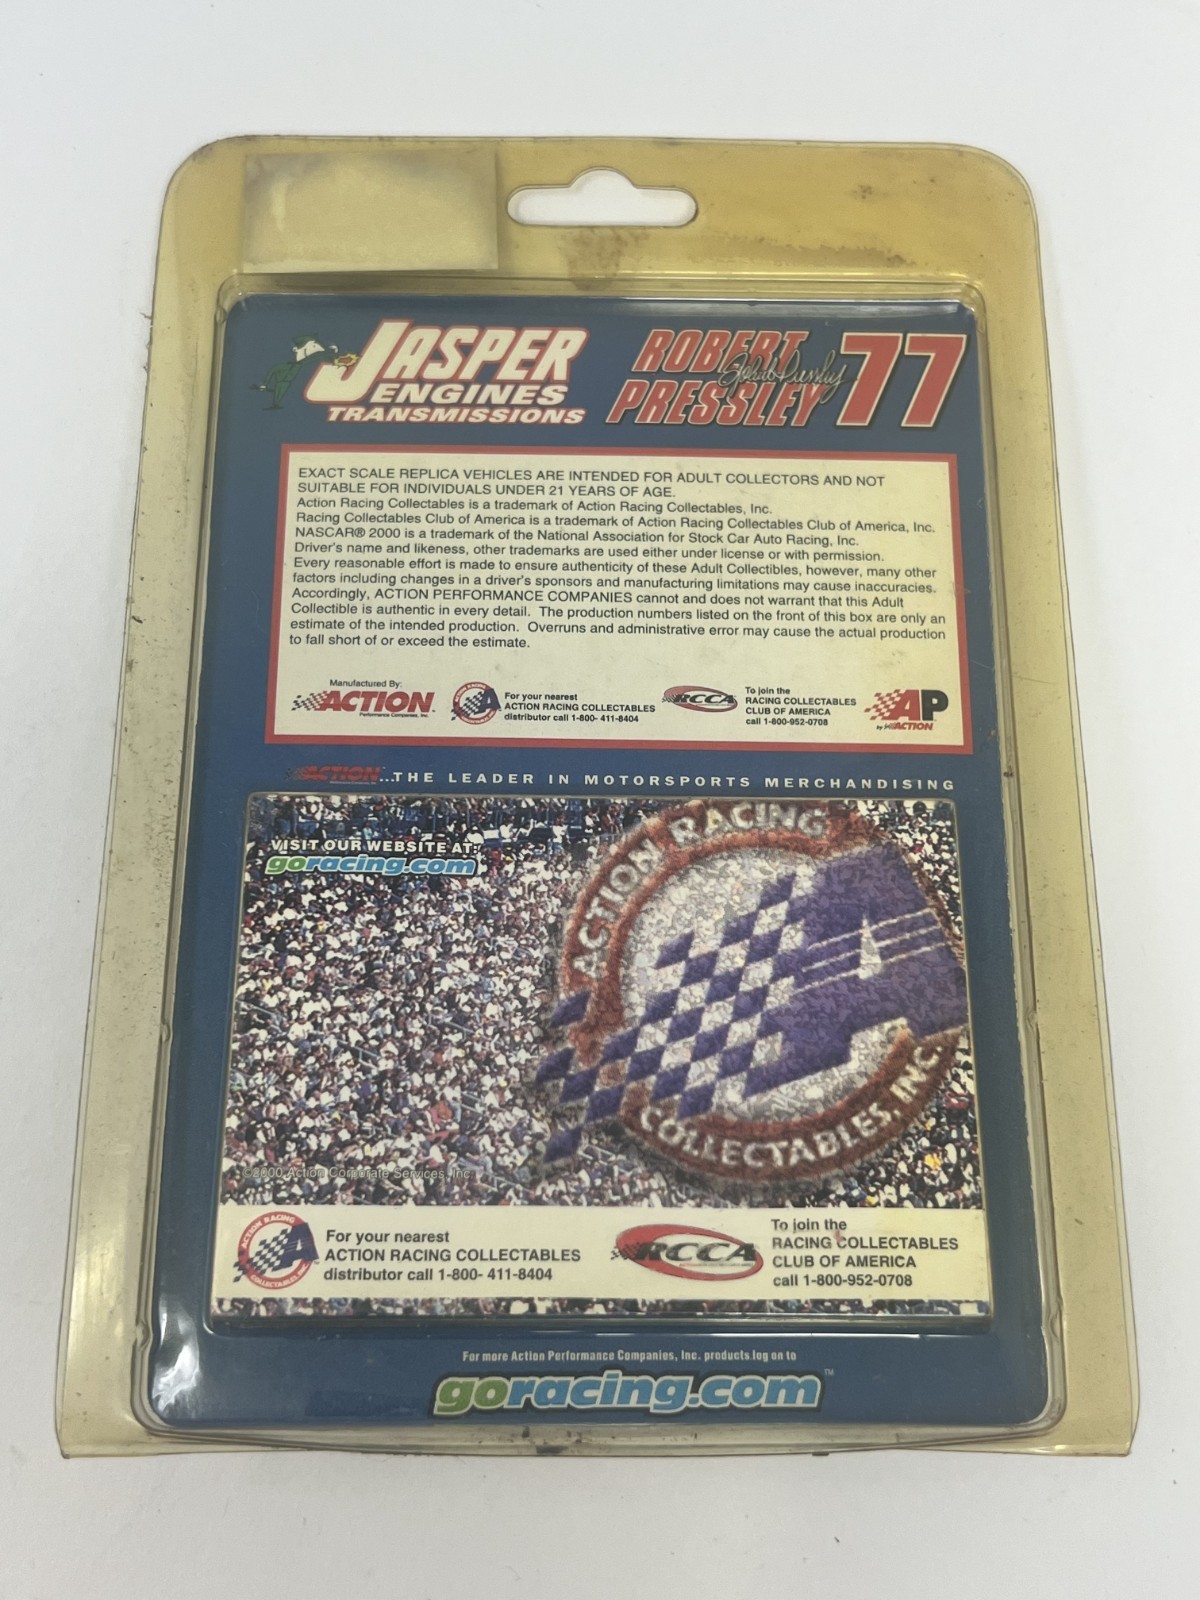 JASPER
ENGINES
TRANSMISSIONS
ROBERT
PRESSLEY
77
EXACT SCALE REPLICA VEHICLES ARE INTENDED FOR ADULT COLLECTORS AND NOT
SUITABLE FOR INDIVIDUALS UNDER 21 YEARS OF AGE.
Action Racing Collectables is a trademark of Action Racing Collectables, Inc.
Racing Collectables Club of America is a trademark of Action Racing Collectables Club of America, Inc.
NASCAR® 2000 is a trademark of the National Association for Stock Car Auto Racing, Inc.
Driver's name and likeness, other trademarks are used either under license or with permission.
Every reasonable effort is made to ensure authenticity of these Adult Collectibles, however, many other
factors including changes in a driver's sponsors and manufacturing limitations may cause inaccuracies.
Accordingly, ACTION PERFORMANCE COMPANIES cannot and does not warrant that this Adult
Collectible is authentic in every detail. The production numbers listed on the front of this box are only an
estimate of the intended production. Overruns and administrative error may cause the actual production
to fall short of or exceed the estimate.
Manufactured By:
ACTION
Performance Companies, Inc.
For your nearest
ACTION RACING COLLECTABLES
distributor call 1-800- 411-8404
RCCA
To join the
RACING COLLECTABLES
CLUB OF AMERICA
call 1-800-952-0708
AP
by ACTION
ACTION...THE LEADER IN MOTORSPORTS MERCHANDISING
VISIT OUR WEBSITE AT:
goracing.com
ACTION RACING
COLLECTABLES, INC.
©2000 Action Corporate Services, Inc.
ACTION RACING
COLLECTABLES, INC.
For your nearest
ACTION RACING COLLECTABLES
distributor call 1-800- 411-8404
RCCA
To join the
RACING COLLECTABLES
CLUB OF AMERICA
call 1-800-952-0708
For more Action Performance Companies, Inc. products log on to
goracing.com™